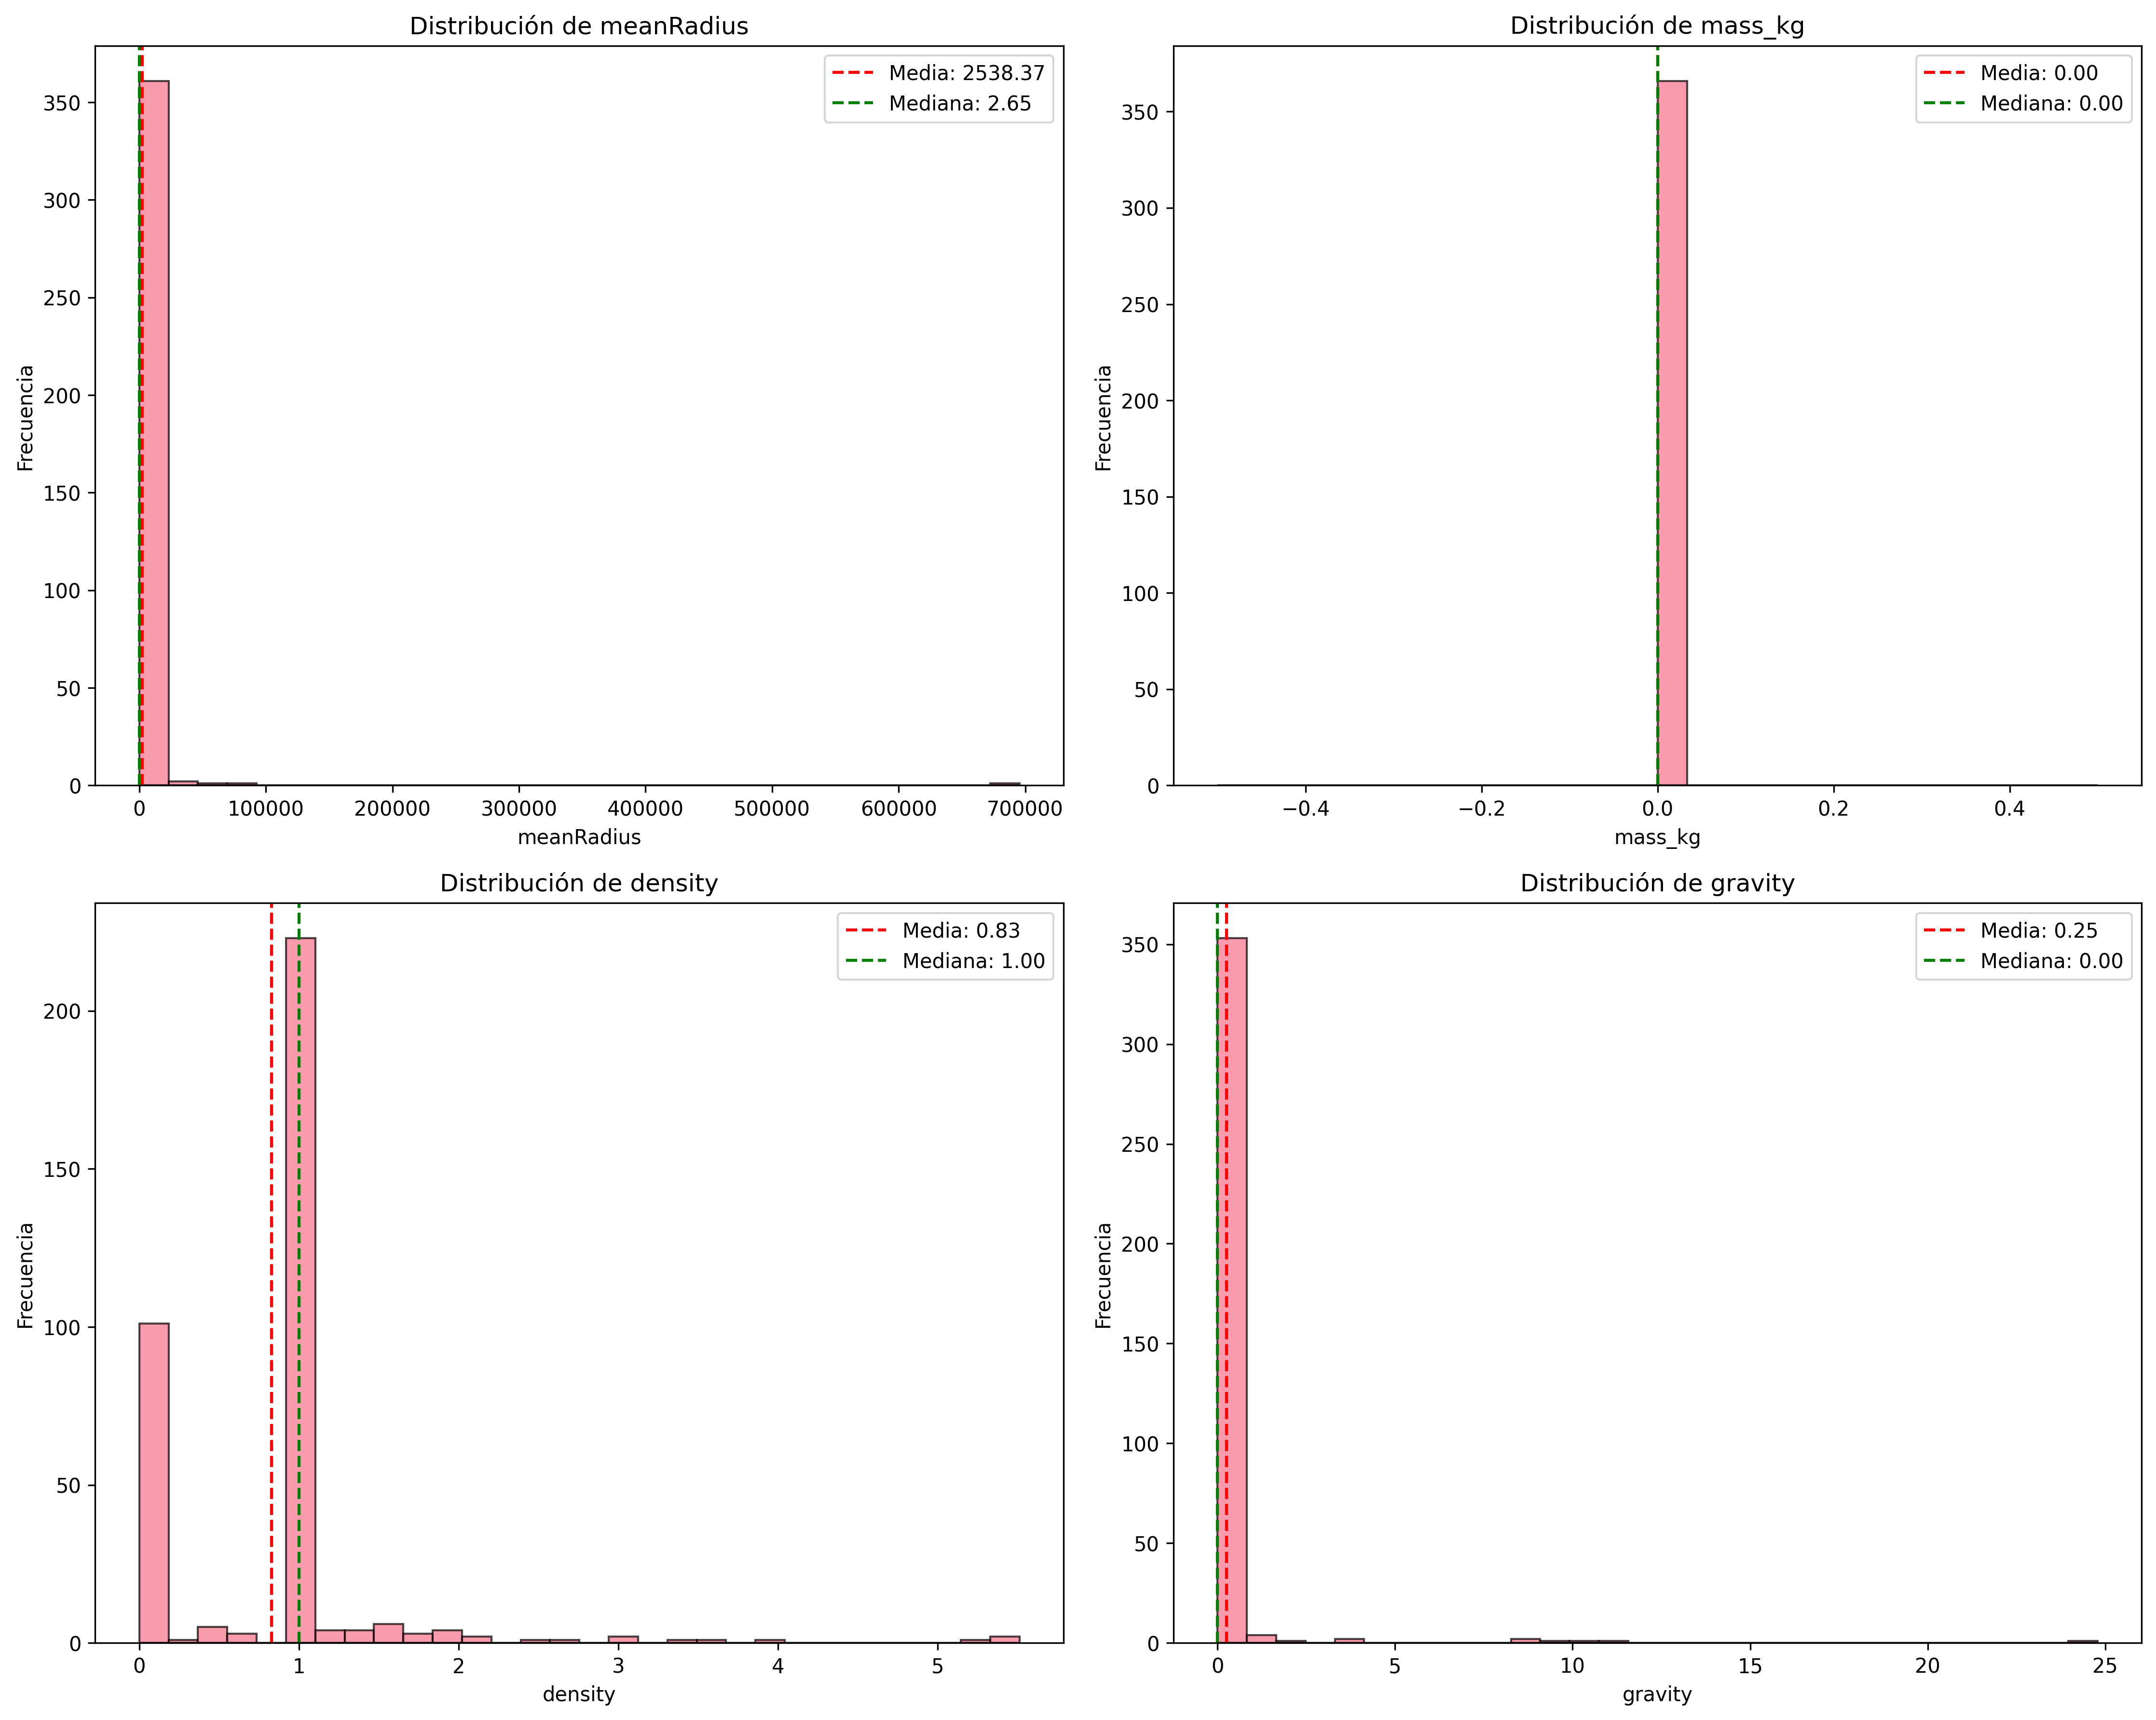 Distribución de meanRadius
Media: 2538.37
Mediana: 2.65
350
300
250
200
150
100
50
0
Frecuencia
0 100000 200000 300000 400000 500000 600000 700000
meanRadius
Distribución de mass_kg
Media: 0.00
Mediana: 0.00
350
300
250
200
150
100
50
0
Frecuencia
−0.4 −0.2 0.0 0.2 0.4
mass_kg
Distribución de density
Media: 0.83
Mediana: 1.00
200
150
100
50
0
Frecuencia
0 1 2 3 4 5
density
Distribución de gravity
Media: 0.25
Mediana: 0.00
350
300
250
200
150
100
50
0
Frecuencia
0 5 10 15 20 25
gravity